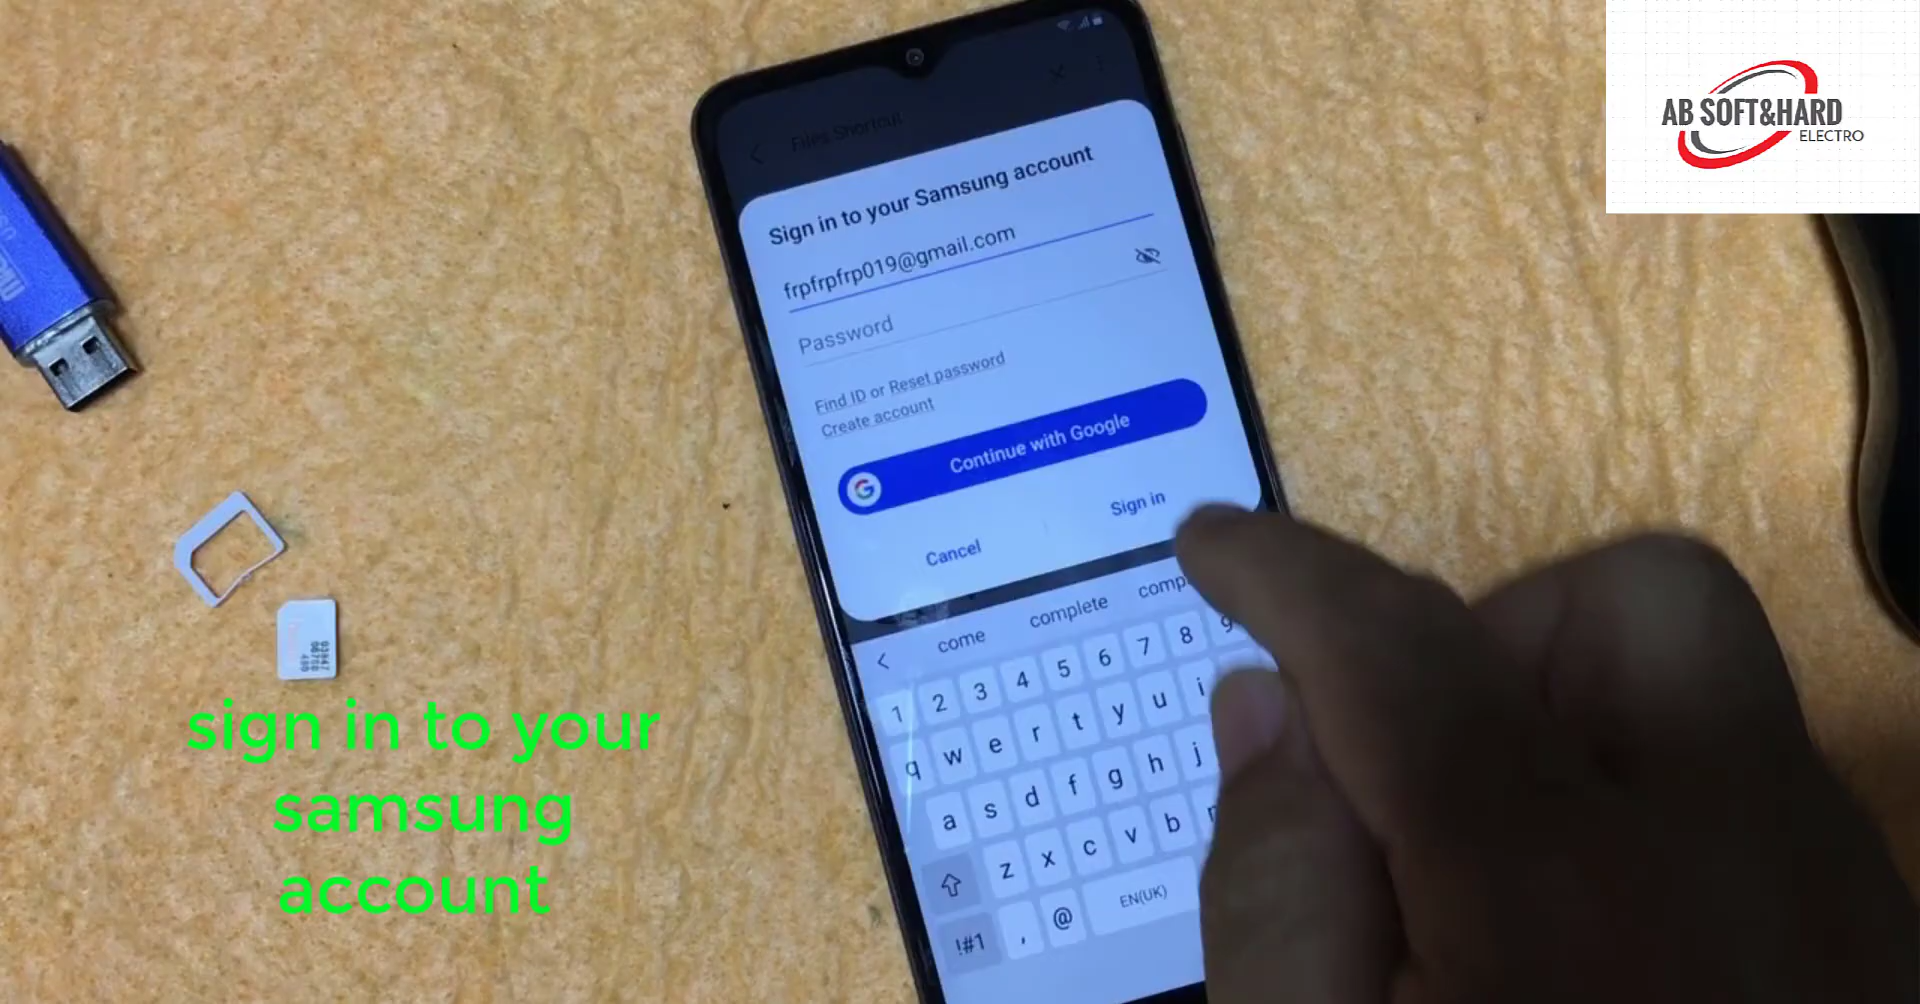 AB SOFT&HARD
ELECTRO
Files Shortcut
Sign in to your Samsung account
frpfrpfrp019@gmail.com
Password
Find ID or Reset password
Create account
Continue with Google
Cancel
Sign in
come complete
1 2 3 4 5 6 7 8 9
q w e r t y u i
a s d f g h j
z x c v b
!#1 , @ EN(UK)
sign in to your
samsung
account